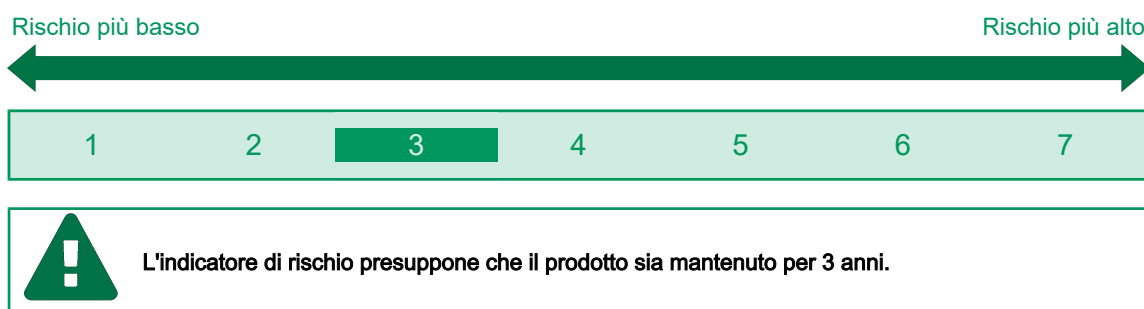 Rischio più basso Rischio più alto
1 2 3 4 5 6 7
L'indicatore di rischio presuppone che il prodotto sia mantenuto per 3 anni.